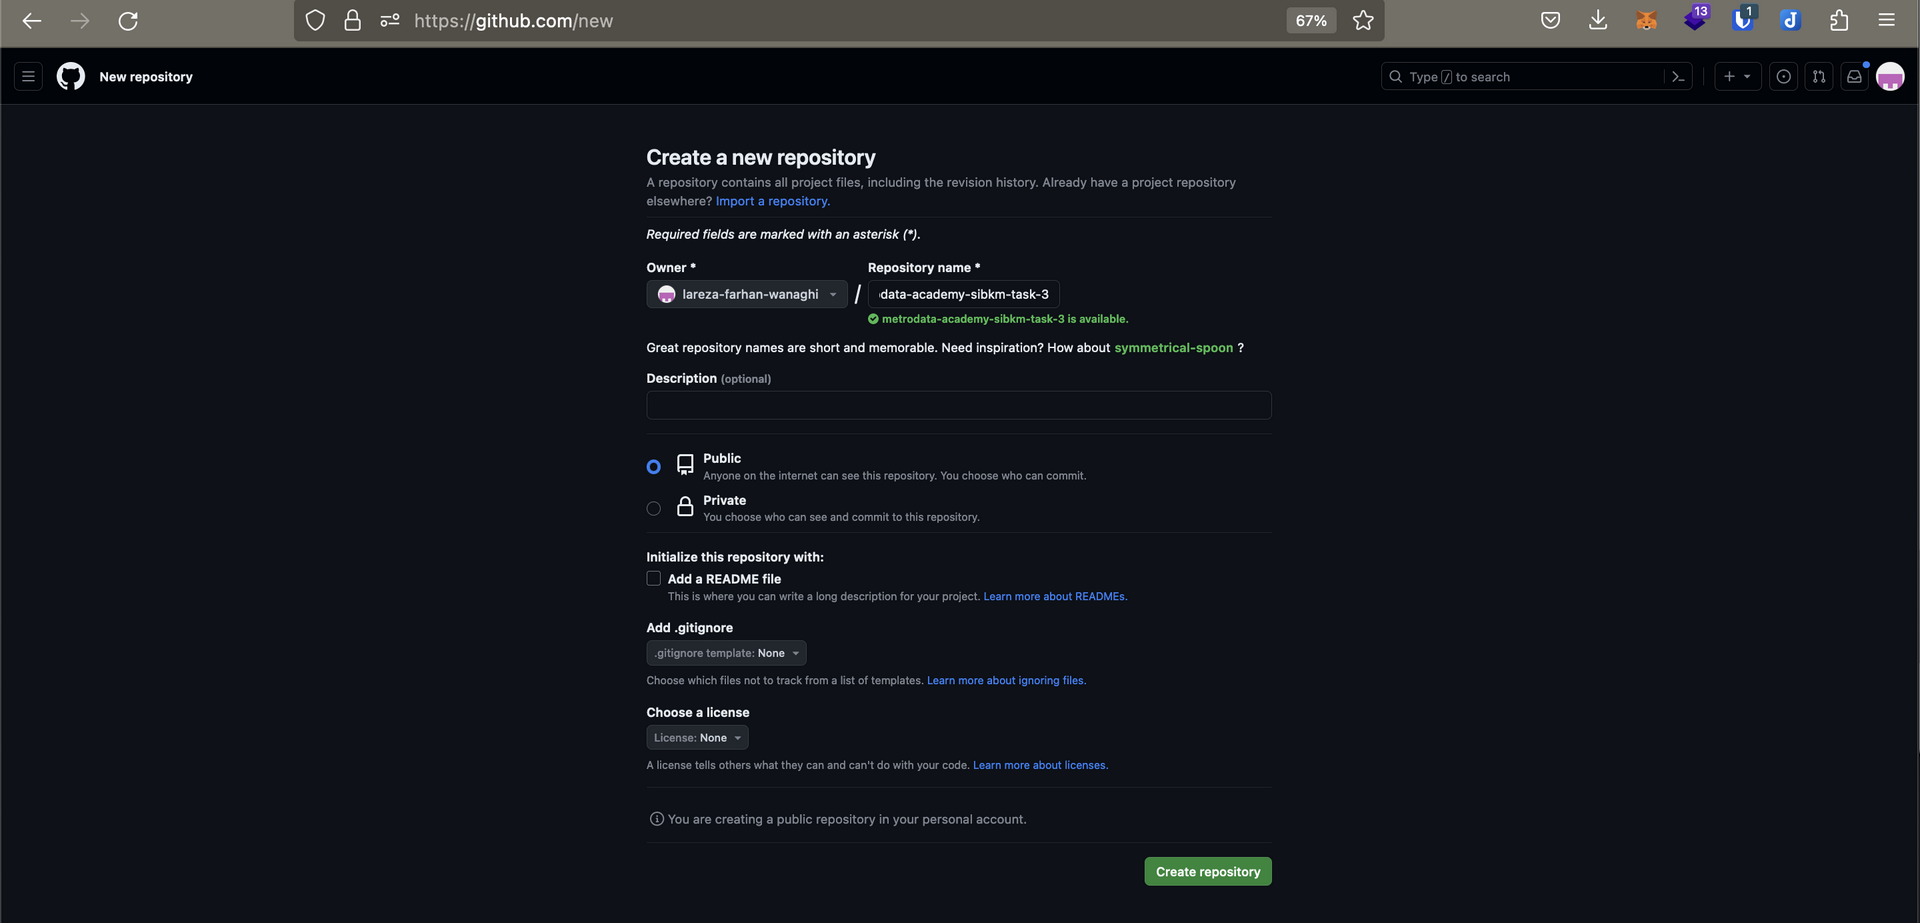 https://github.com/new
67%
13
1
New repository
Type / to search
Create a new repository
A repository contains all project files, including the revision history. Already have a project repository
elsewhere? Import a repository.
Required fields are marked with an asterisk (*).
Owner *
Repository name *
lareza-farhan-wanaghi
/
data-academy-sibkm-task-3
metrodata-academy-sibkm-task-3 is available.
Great repository names are short and memorable. Need inspiration? How about symmetrical-spoon ?
Description (optional)
Public
Anyone on the internet can see this repository. You choose who can commit.
Private
You choose who can see and commit to this repository.
Initialize this repository with:
Add a README file
This is where you can write a long description for your project. Learn more about READMEs.
Add .gitignore
.gitignore template: None
Choose which files not to track from a list of templates. Learn more about ignoring files.
Choose a license
License: None
A license tells others what they can and can't do with your code. Learn more about licenses.
You are creating a public repository in your personal account.
Create repository